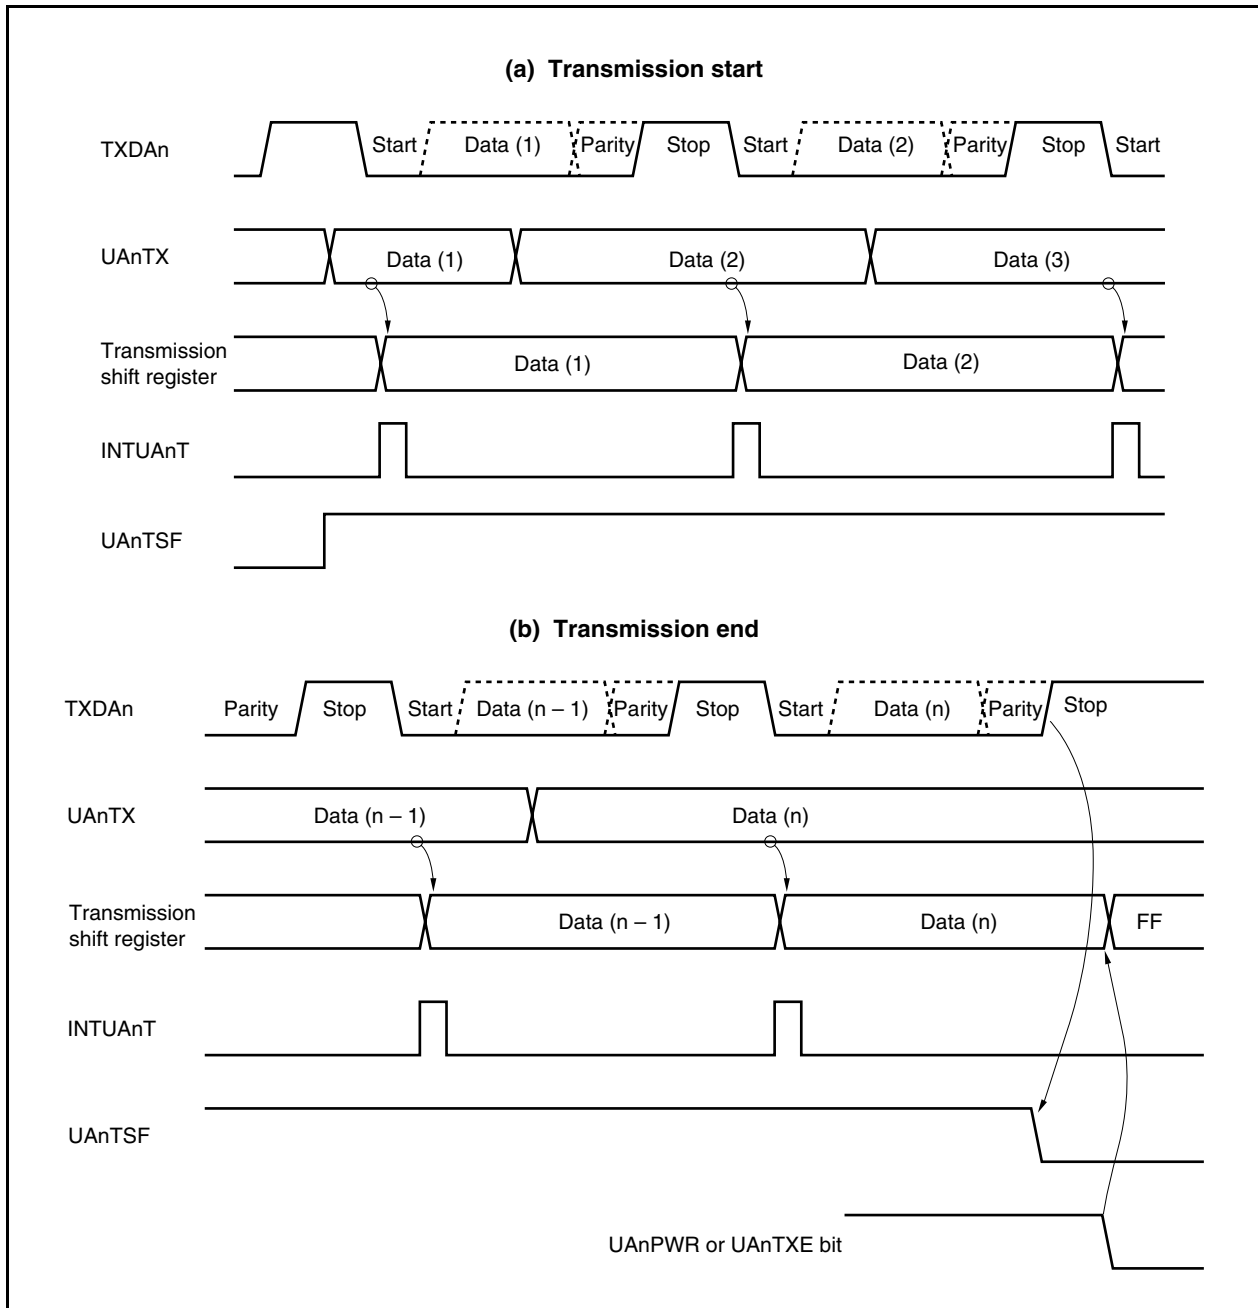 (a) Transmission start
TXDAn Start Data (1) Parity Stop Start Data (2) Parity Stop Start
UAnTX Data (1) Data (2) Data (3)
Transmission
shift register Data (1) Data (2)
INTUAnT
UAnTSF
(b) Transmission end
TXDAn Parity Stop Start Data (n – 1) Parity Stop Start Data (n) Parity Stop
UAnTX Data (n – 1) Data (n)
Transmission
shift register Data (n – 1) Data (n) FF
INTUAnT
UAnTSF
UAnPWR or UAnTXE bit